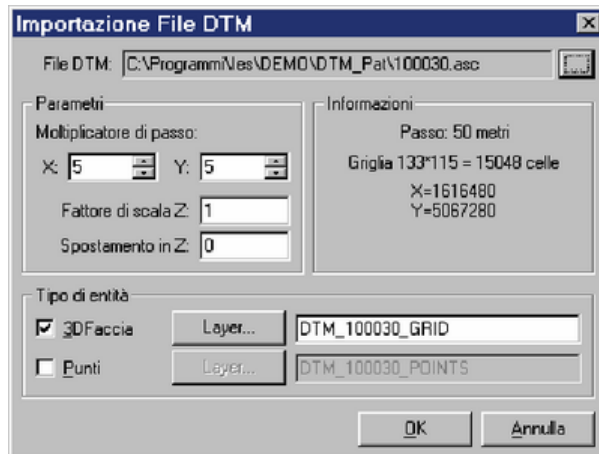 Importazione File DTM
File DTM: C:\Programmi\Ies\DEMO\DTM_Pat\100030.asc ...
Parametri
Moltiplicatore di passo:
X: 5 Y: 5
Fattore di scala Z: 1
Spostamento in Z: 0
Informazioni
Passo: 50 metri
Griglia 133*115 = 15048 celle
X=1616480
Y=5067280
Tipo di entità
3DFaccia Layer... DTM_100030_GRID
Punti Layer... DTM_100030_POINTS
OK Annulla